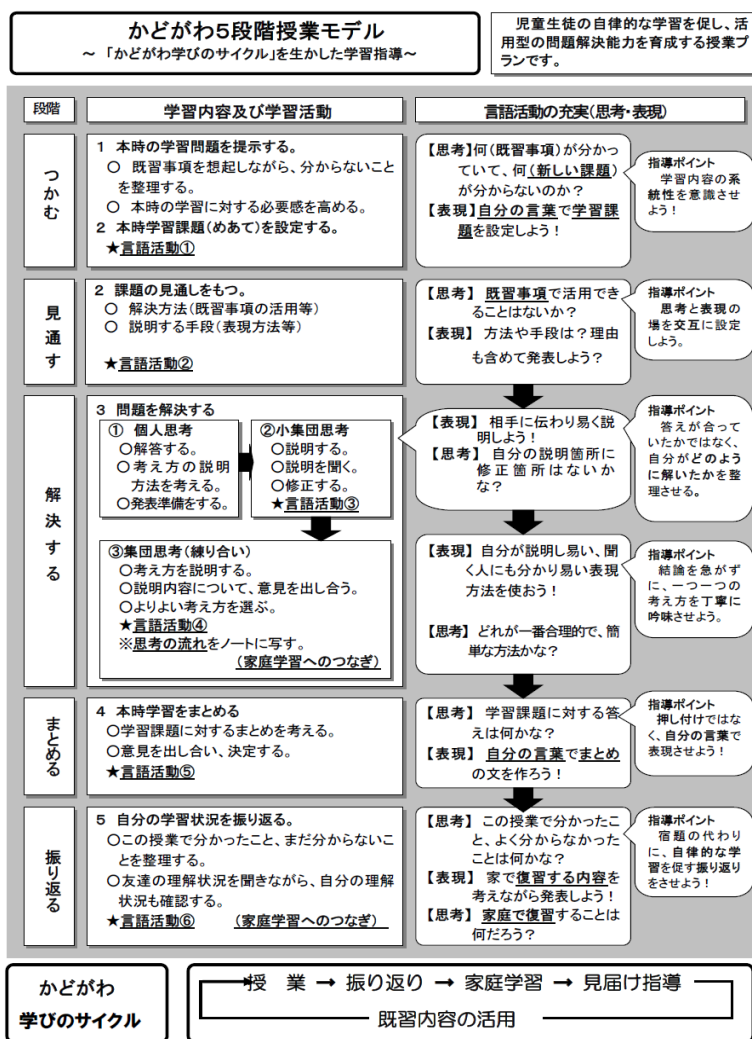 かどがわ5段階授業モデル
～「かどがわ学びのサイクル」を生かした学習指導～
児童生徒の自律的な学習を促し、活
用型の問題解決能力を育成する授業プ
ランです。
段階
学習内容及び学習活動
言語活動の充実(思考・表現)
つかむ
1 本時の学習問題を提示する。
○ 既習事項を想起しながら、分からないこと
を整理する。
○ 本時の学習に対する必要感を高める。
2 本時学習課題(めあて)を設定する。
★言語活動①
【思考】何(既習事項)が分かっ
ていて、何(新しい課題)
が分からないのか？
【表現】自分の言葉で学習課
題を設定しよう！
指導ポイント
学習内容の系
統性を意識させ
よう！
見通す
2 課題の見通しをもつ。
○ 解決方法(既習事項の活用等)
○ 説明する手段(表現方法等)
★言語活動②
【思考】 既習事項で活用でき
ることはないか？
【表現】 方法や手段は？理由
も含めて発表しよう？
指導ポイント
思考と表現の
場を交互に設定
しよう。
解決する
3 問題を解決する
① 個人思考
○解答する。
○考え方の説明
方法を考える。
○発表準備をする。
②小集団思考
○説明する。
○説明を聞く。
○修正する。
★言語活動③
③集団思考(練り合い)
○考え方を説明する。
○説明内容について、意見を出し合う。
○よりよい考え方を選ぶ。
★言語活動④
※思考の流れをノートに写す。
(家庭学習へのつなぎ)
【表現】 相手に伝わり易く説
明しよう！
【思考】 自分の説明箇所に
修正箇所はないか
な？
指導ポイント
答えが合って
いたかではなく、
自分がどのよう
に解いたかを整
理させる。
【表現】 自分が説明し易い、聞
く人にも分かり易い表現
方法を使おう！
【思考】 どれが一番合理的で、簡
単な方法かな？
指導ポイント
結論を急がず
に、一つ一つの
考え方を丁寧に
吟味させよう。
まとめる
4 本時学習をまとめる
○学習課題に対するまとめを考える。
○意見を出し合い、決定する。
★言語活動⑤
【思考】 学習課題に対する答
えは何かな？
【表現】 自分の言葉でまとめ
の文を作ろう！
指導ポイント
押し付けではな
く、自分の言葉で
表現させよう！
振り返る
5 自分の学習状況を振り返る。
○この授業で分かったこと、まだ分からないこ
とを整理する。
○友達の理解状況を聞きながら、自分の理解
状況も確認する。
★言語活動⑥ (家庭学習へのつなぎ)
【思考】この授業で分かったこ
と、よく分からなかった
ことは何かな？
【表現】家で復習する内容を
考えながら発表しよう！
【思考】家庭で復習することは
何だろう？
指導ポイント
宿題の代わり
に、自律的な学
習を促す振り返り
をさせよう！
かどがわ
学びのサイクル
授 業 → 振り返り → 家庭学習 → 見届け指導
既習内容の活用